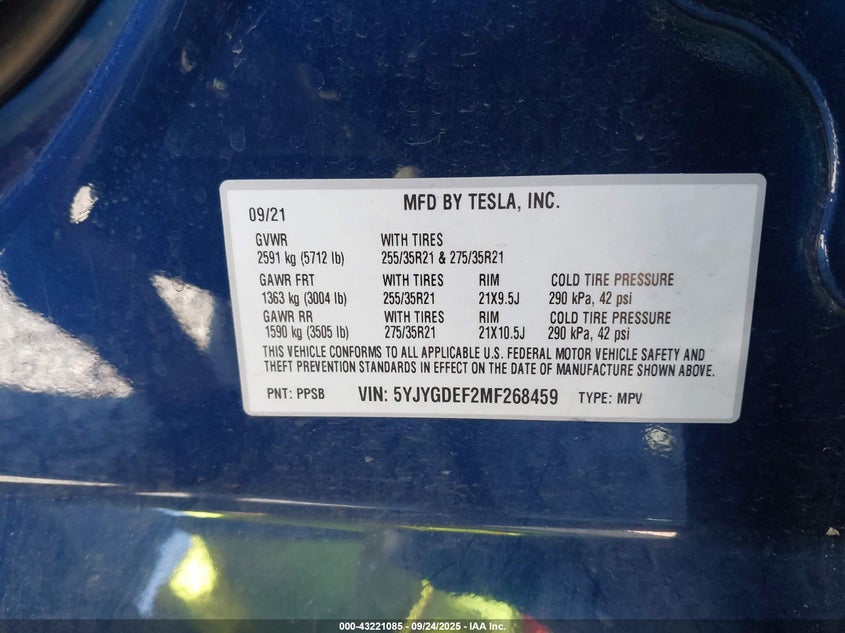 MFD BY TESLA, INC.
09/21
GVWR WITH TIRES
2591 kg (5712 lb) 255/35R21 & 275/35R21
GAWR FRT WITH TIRES RIM COLD TIRE PRESSURE
1363 kg (3004 lb) 255/35R21 21X9.5J 290 kPa, 42 psi
GAWR RR WITH TIRES RIM COLD TIRE PRESSURE
1590 kg (3505 lb) 275/35R21 21X10.5J 290 kPa, 42 psi
THIS VEHICLE CONFORMS TO ALL APPLICABLE U.S. FEDERAL MOTOR VEHICLE SAFETY AND
THEFT PREVENTION STANDARDS IN EFFECT ON THE DATE OF MANUFACTURE SHOWN ABOVE.
PNT: PPSB VIN: 5YJYGDEF2MF268459 TYPE: MPV
000-43221085 - 09/24/2025 - IAA Inc.